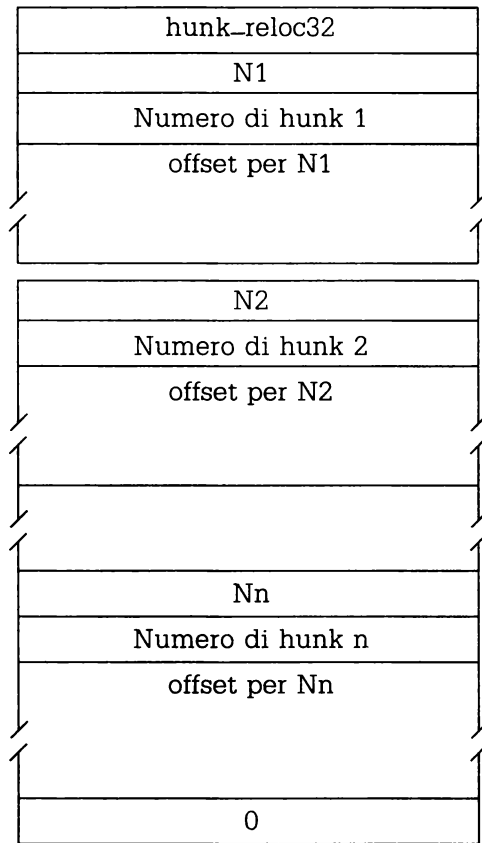 hunk_reloc32
N1
Numero di hunk 1
offset per N1
N2
Numero di hunk 2
offset per N2
Nn
Numero di hunk n
offset per Nn
0